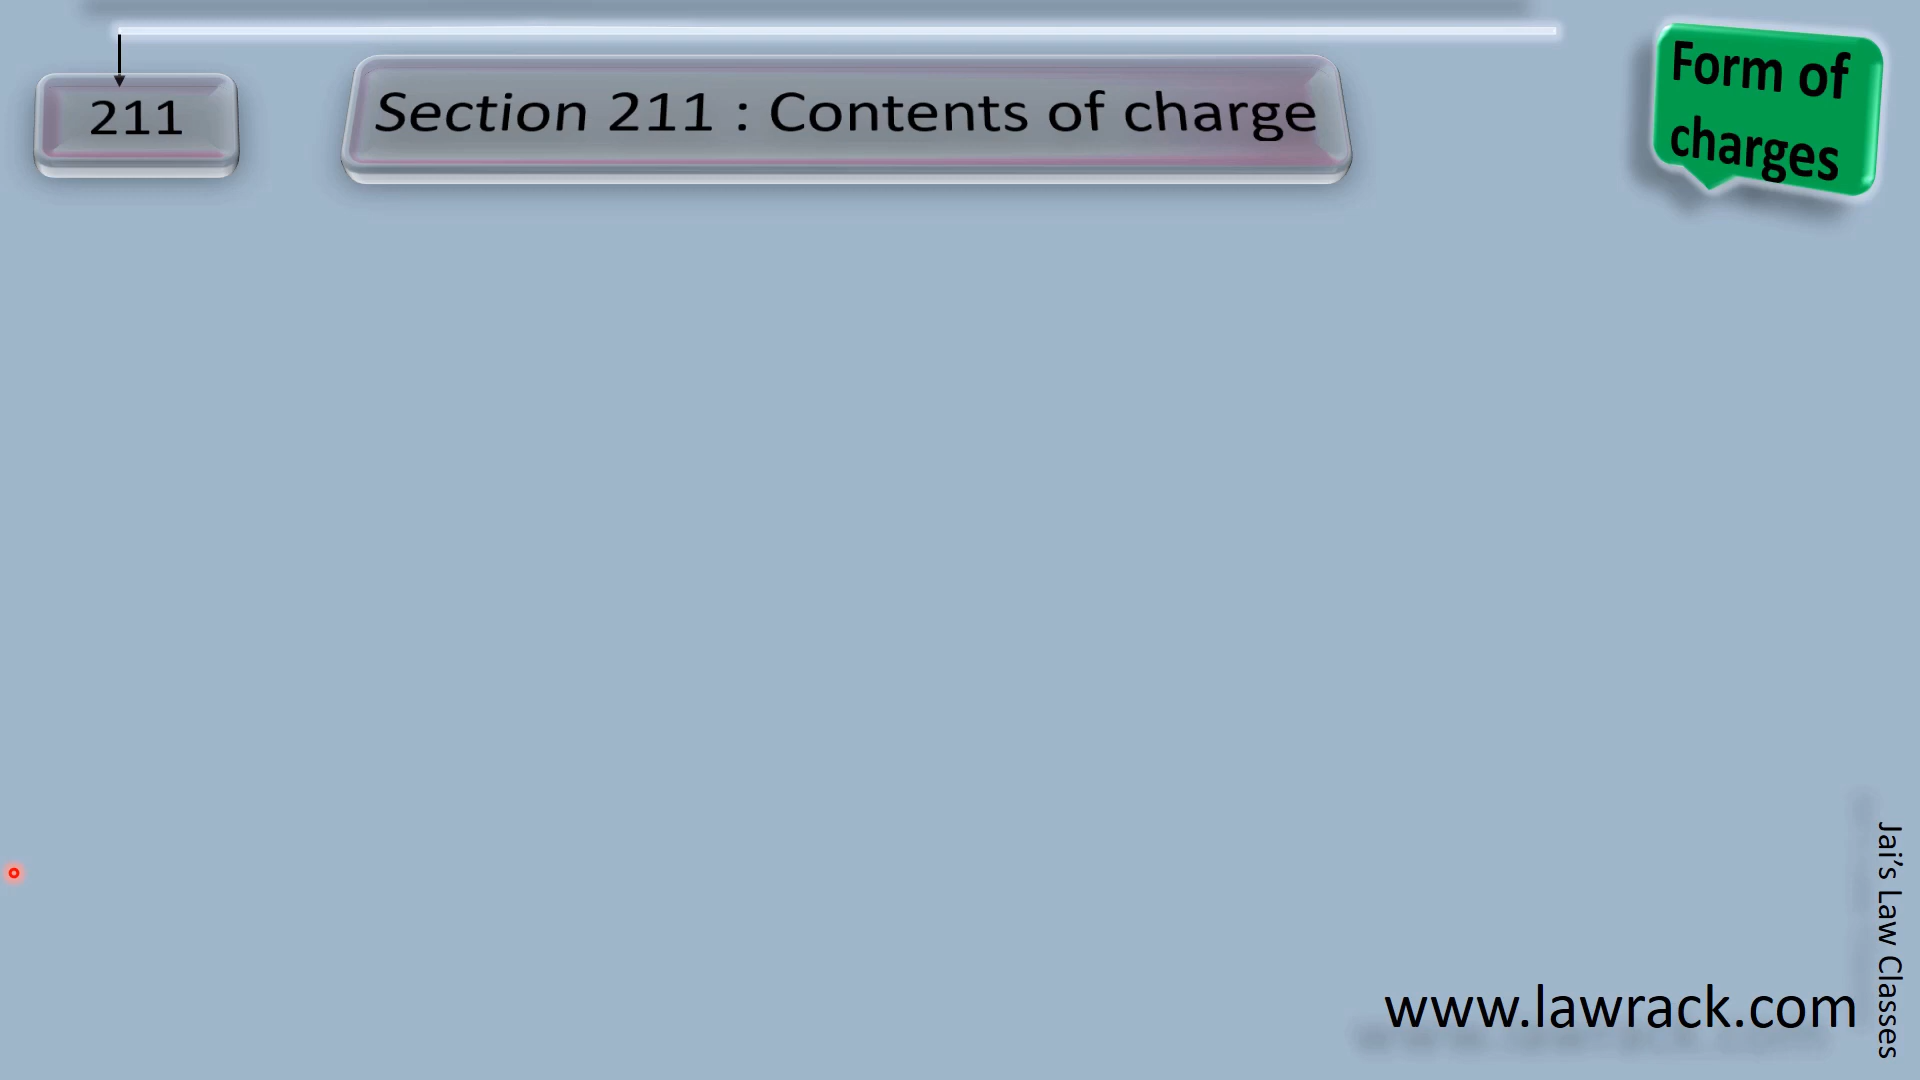 211
Section 211 : Contents of charge
Form of
charges
Jai's Law Classes
www.lawrack.com